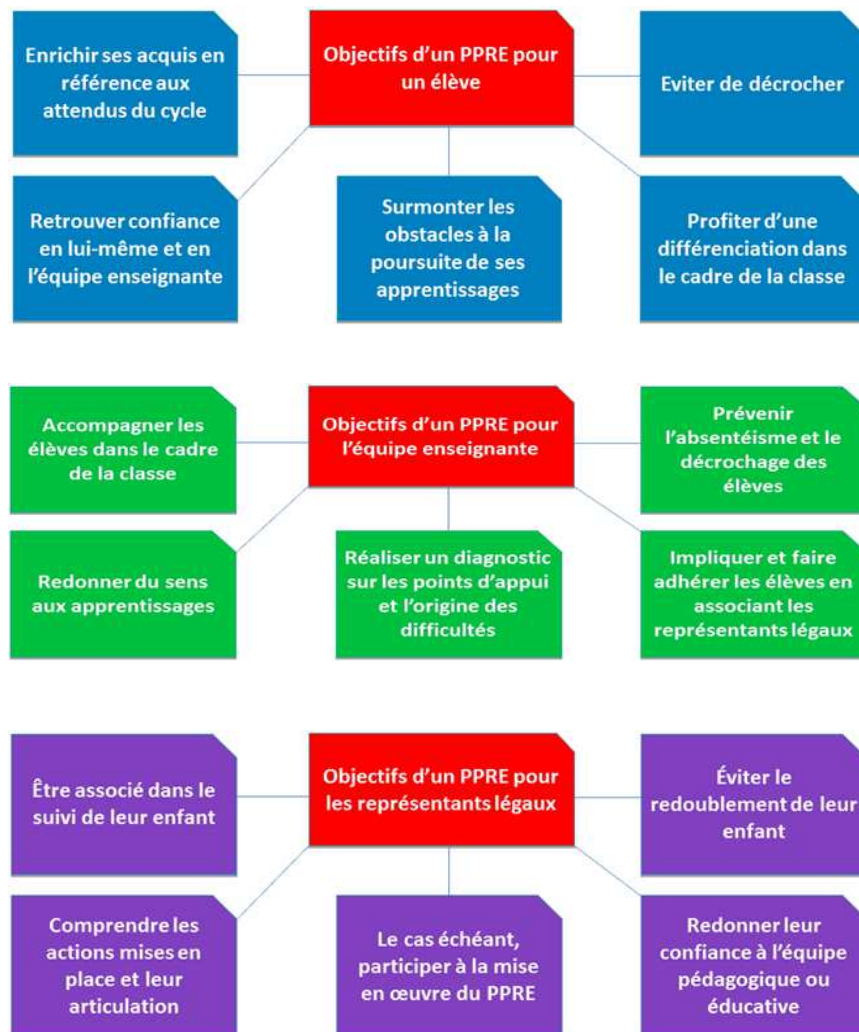 Enrichir ses acquis en
référence aux
attendus du cycle
Objectifs d'un PPRE pour
un élève
Eviter de décrocher
Retrouver confiance
en lui-même et en
l'équipe enseignante
Surmonter les
obstacles à la
poursuite de ses
apprentissages
Profiter d'une
différenciation dans
le cadre de la classe
Accompagner les
élèves dans le cadre
de la classe
Objectifs d'un PPRE pour
l'équipe enseignante
Prévenir
l'absentéisme et le
décrochage des
élèves
Redonner du sens
aux apprentissages
Réaliser un diagnostic
sur les points d'appui
et l'origine des
difficultés
Impliquer et faire
adhérer les élèves en
associant les
représentants légaux
Être associé dans le
suivi de leur enfant
Objectifs d'un PPRE pour
les représentants légaux
Éviter le
redoublement de leur
enfant
Comprendre les
actions mises en
place et leur
articulation
Le cas échéant,
participer à la mise
en œuvre du PPRE
Redonner leur
confiance à l'équipe
pédagogique ou
éducative